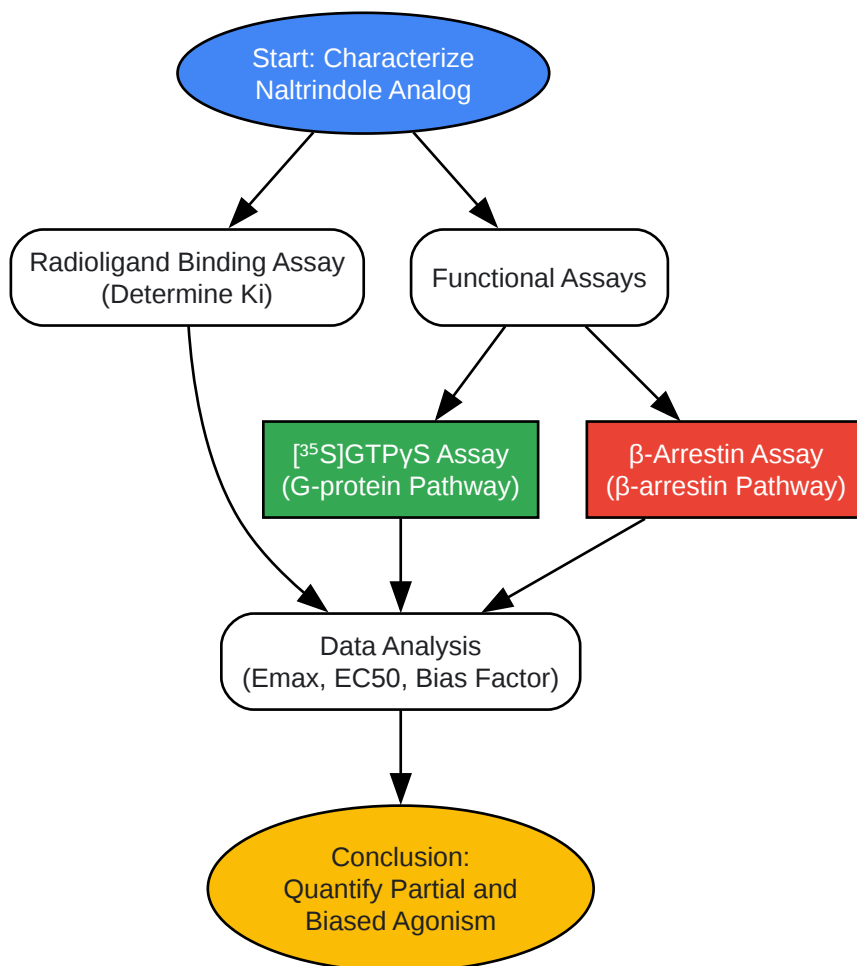 Start: Characterize
Naltrindole Analog
Radioligand Binding Assay
(Determine Ki)
Functional Assays
[³⁵S]GTPγS Assay
(G-protein Pathway)
β-Arrestin Assay
(β-arrestin Pathway)
Data Analysis
(Emax, EC50, Bias Factor)
Conclusion:
Quantify Partial and
Biased Agonism